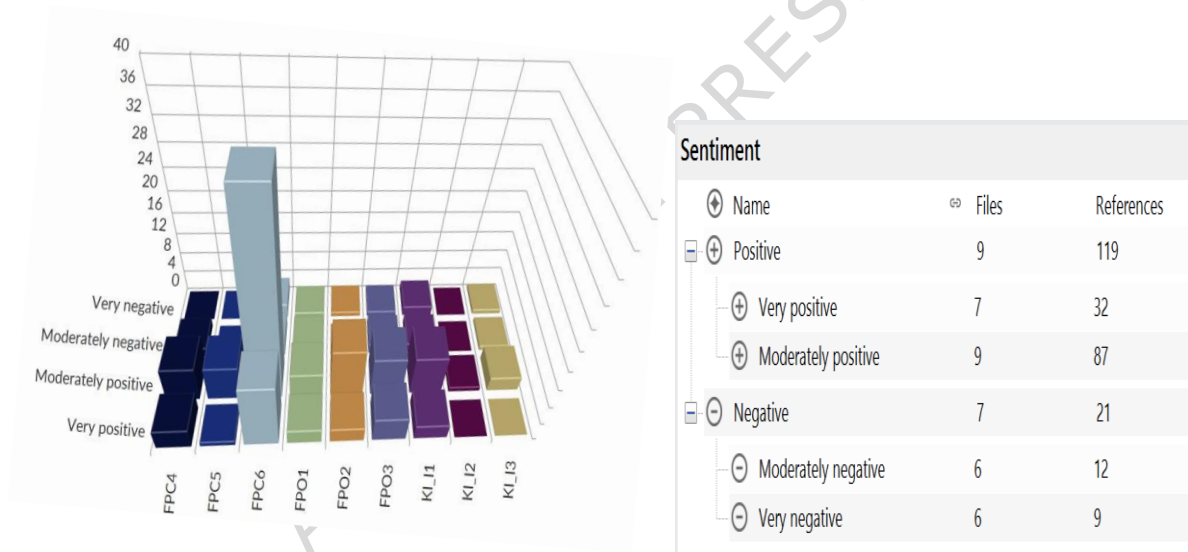 40
36
32
28
24
20
16
12
8
4
0
Very negative
Moderately negative
Moderately positive
Very positive
FPC4
FPC5
FPC6
FPO1
FPO2
FPO3
KI_I1
KI_I2
KI_I3
Sentiment
Name Files References
Positive 9 119
Very positive 7 32
Moderately positive 9 87
Negative 7 21
Moderately negative 6 12
Very negative 6 9